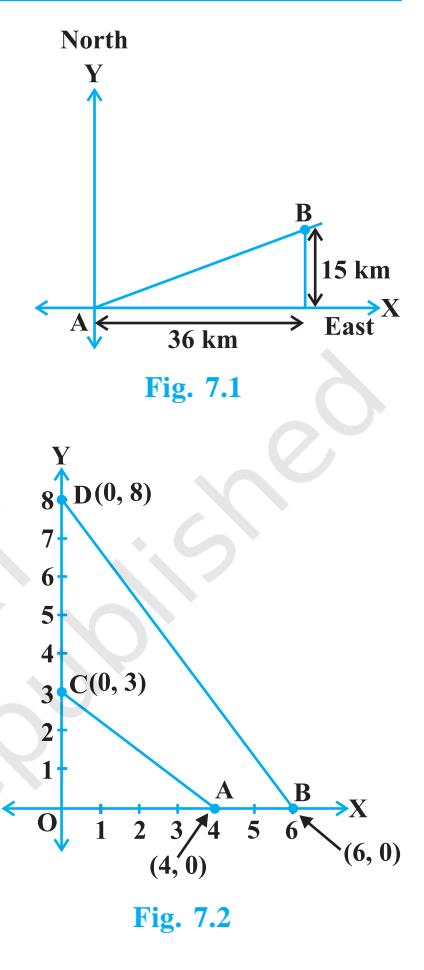 North
Y
B
15 km
A
X
36 km
East
Fig. 7.1
Y
8 D(0, 8)
7
6
5
4
3 C(0, 3)
2
1
A
B
X
O
1 2 3 4 5 6
(4, 0)
(6, 0)
Fig. 7.2
epublished